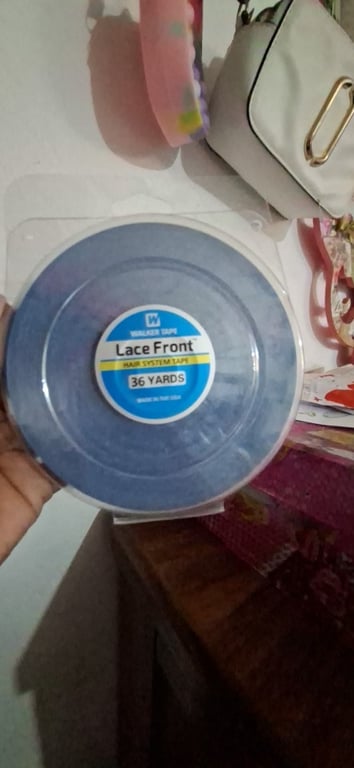 W
WALKER TAPE
Lace Front
HAIR SYSTEM TAPE
36 YARDS
MADE IN THE USA